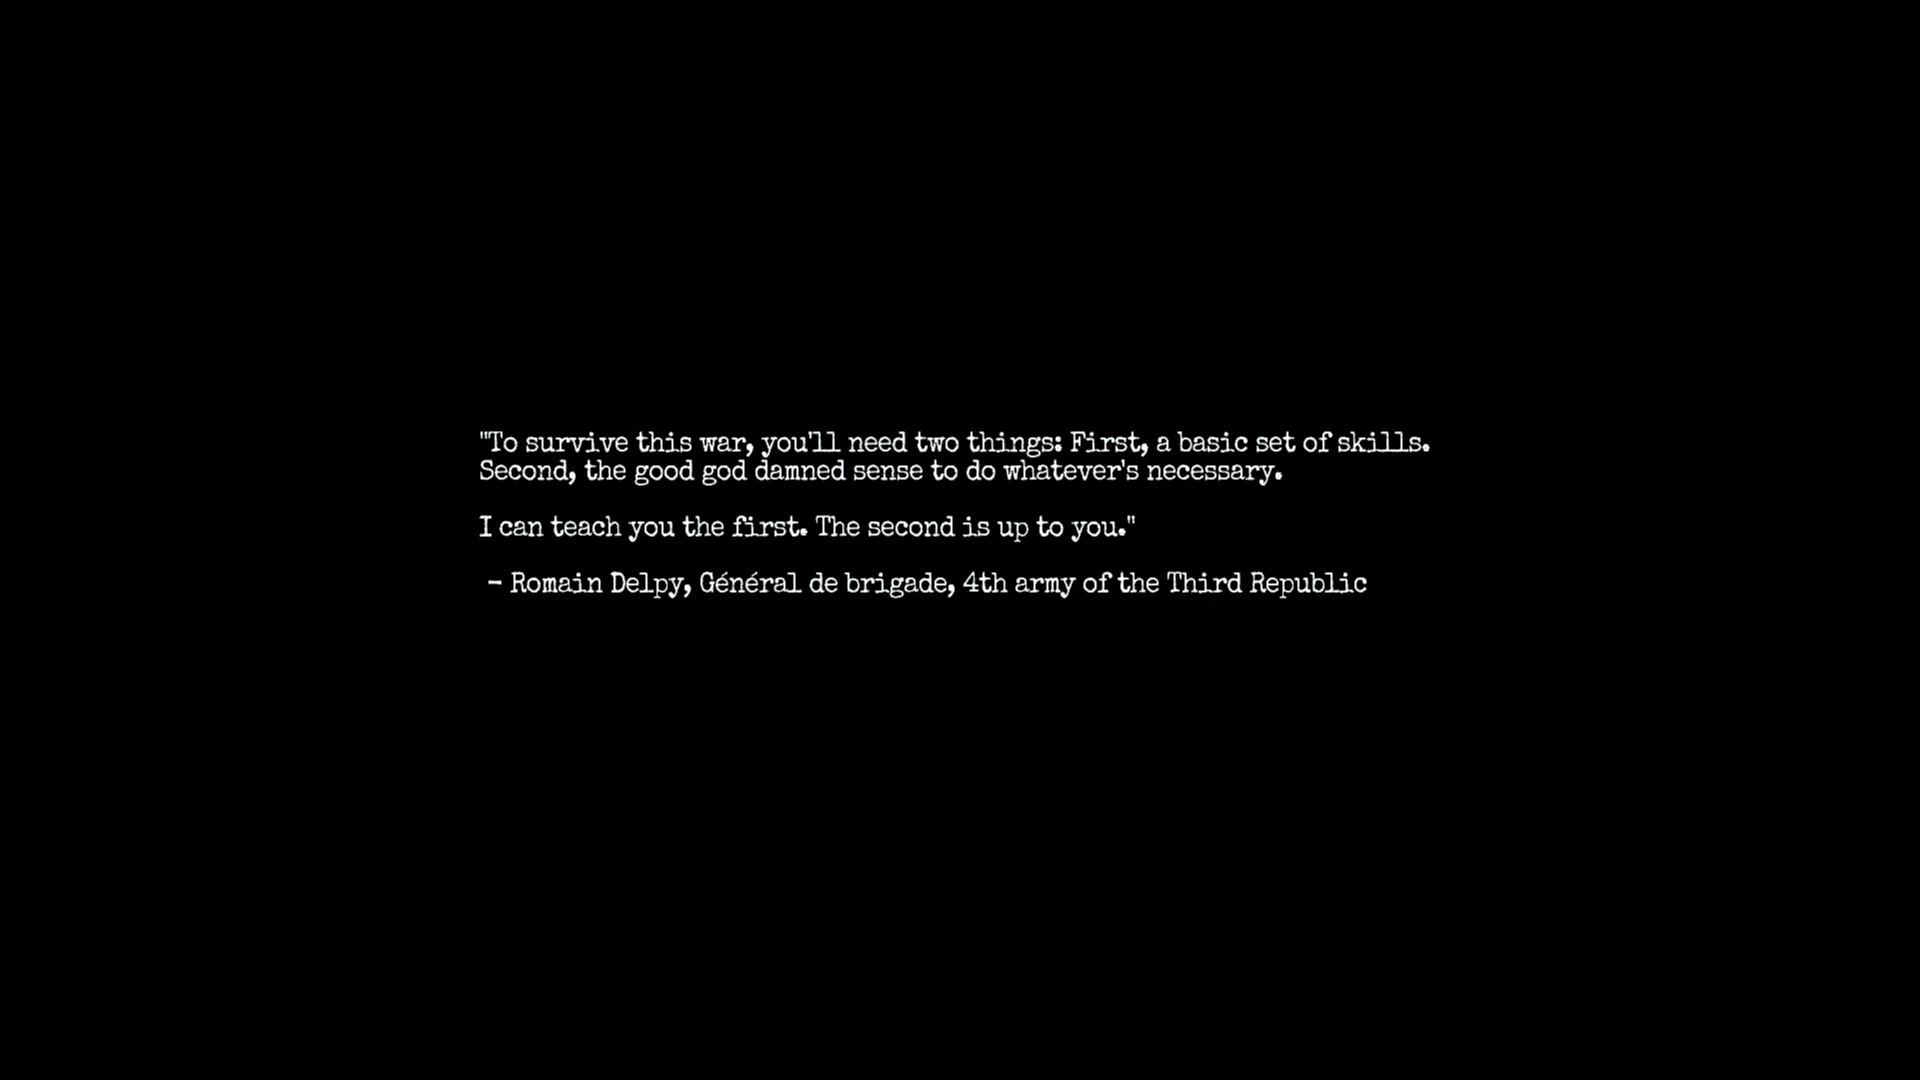 "To survive this war, you'll need two things: First, a basic set of skills.
Second, the good god damned sense to do whatever's necessary.
I can teach you the first. The second is up to you."
- Romain Delpy, Général de brigade, 4th army of the Third Republic